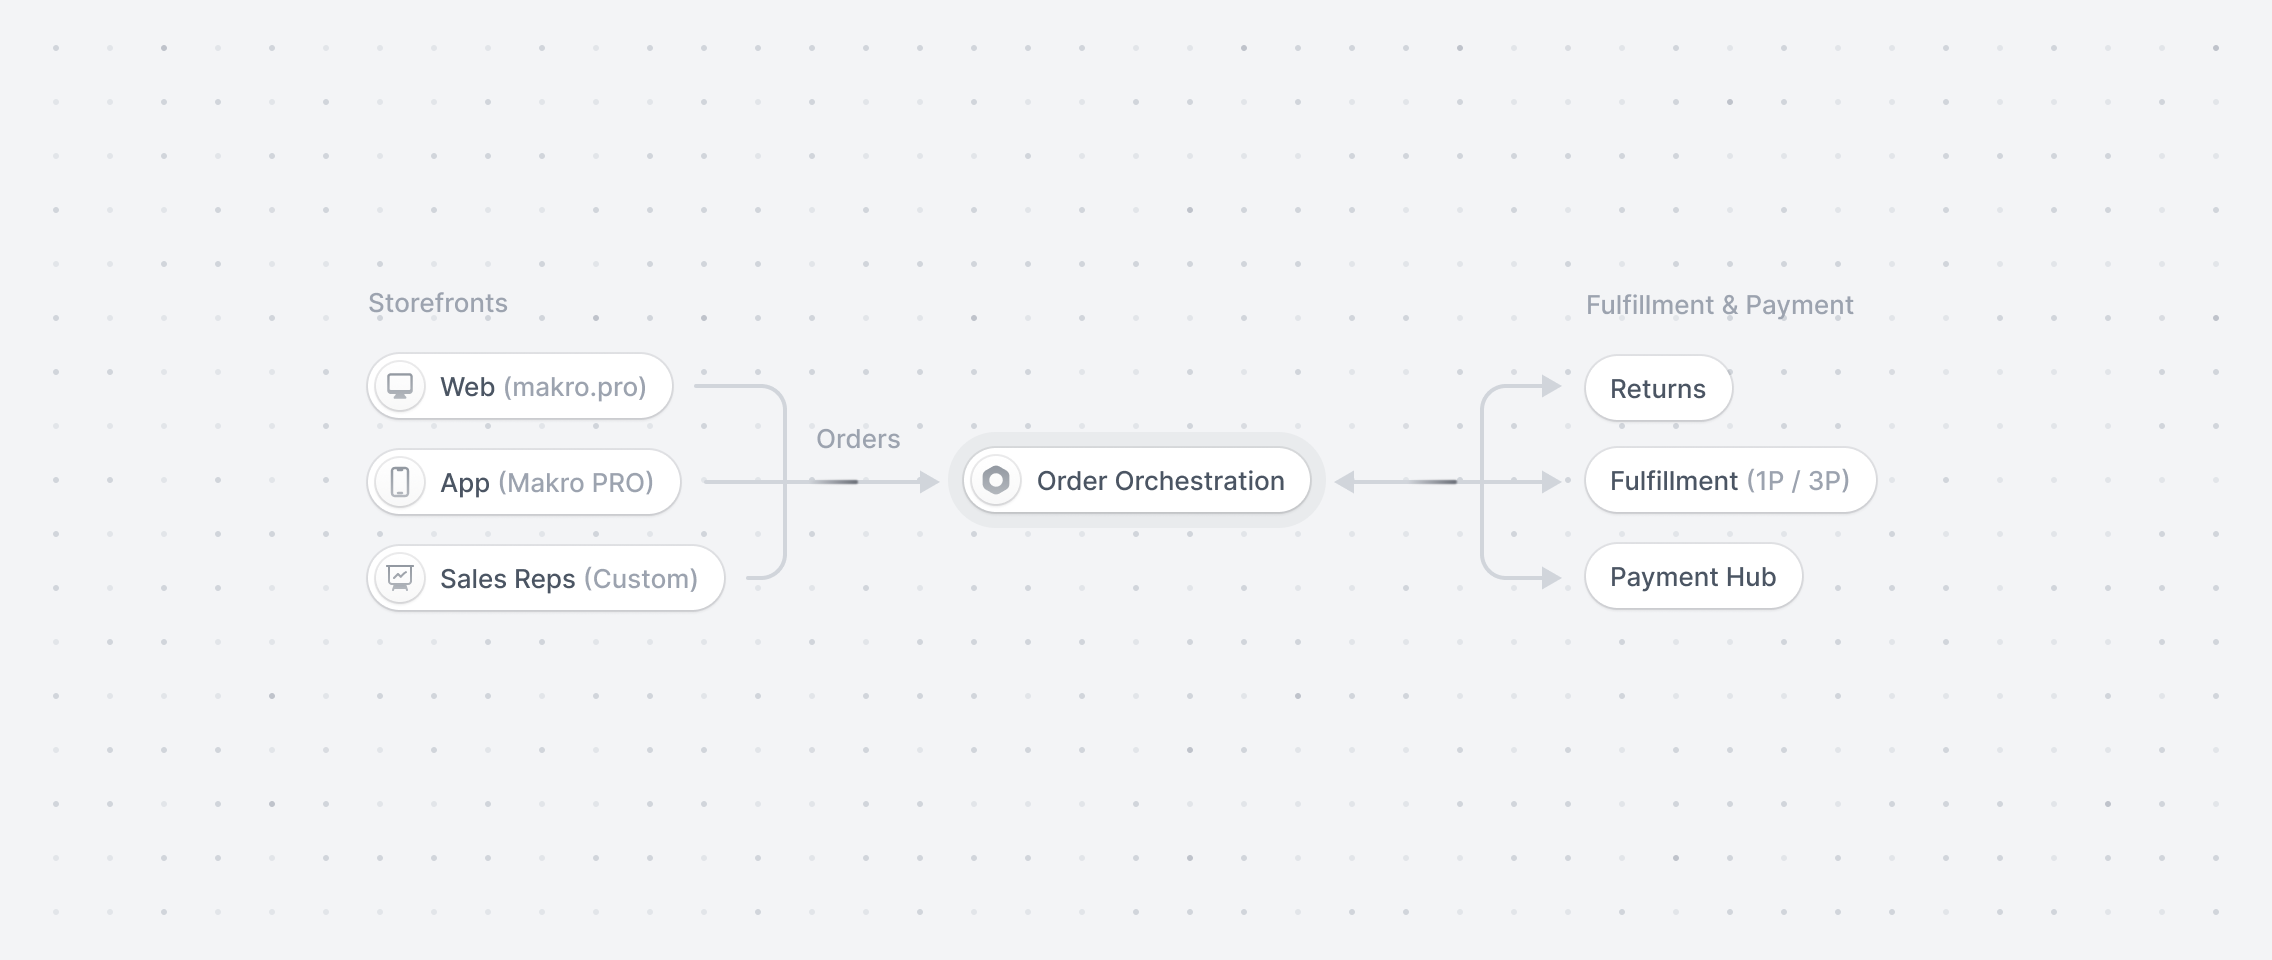 Storefronts
Web (makro.pro)
App (Makro PRO)
Sales Reps (Custom)
Orders
Order Orchestration
Fulfillment & Payment
Returns
Fulfillment (1P / 3P)
Payment Hub